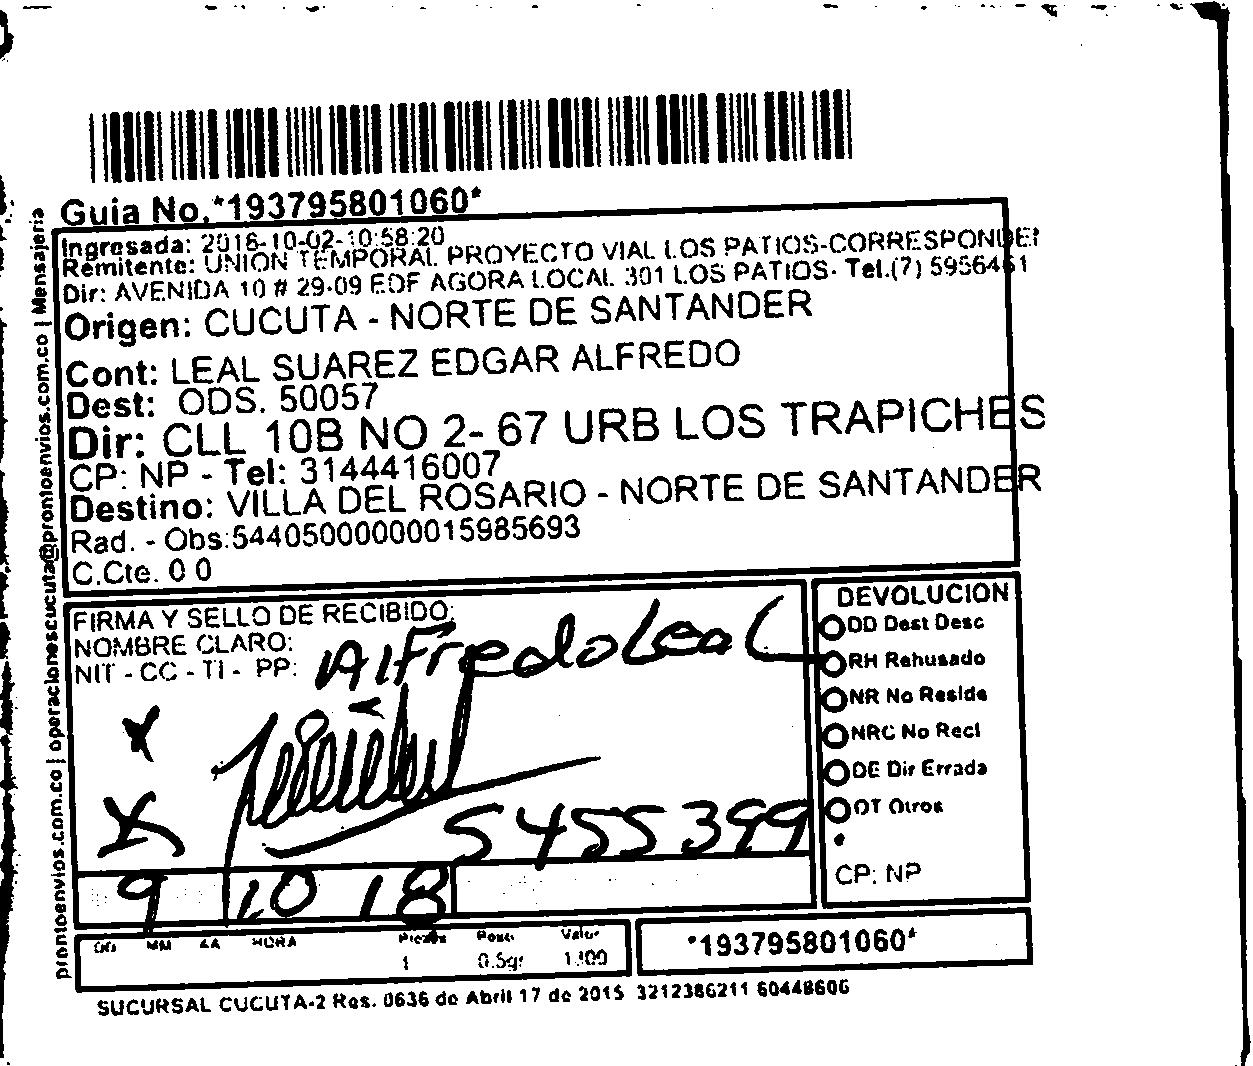 Guia No.*193795801060*
Ingresada: 2016-10-02-10:58:20
Remitente: UNION TEMPORAL PROYECTO VIAL LOS PATIOS-CORRESPONDEN
Dir: AVENIDA 10 # 29-09 EDF AGORA LOCAL 301 LOS PATIOS- Tel.(7) 5956461
Origen: CUCUTA - NORTE DE SANTANDER
Cont: LEAL SUAREZ EDGAR ALFREDO
Dest: ODS. 50057
Dir: CLL 10B NO 2- 67 URB LOS TRAPICHES
CP: NP - Tel: 3144416007
Destino: VILLA DEL ROSARIO - NORTE DE SANTANDER
Rad. - Obs:54405000000015985693
C.Cte. 0 0
prontoenvios.com.co | operacionescucuta@prontoenvios.com.co | Mensajeria
FIRMA Y SELLO DE RECIBIDO:
NOMBRE CLARO:
NIT - CC - TI - PP:
Alfredo Leal
5455399
9 10 18
DEVOLUCION
DD Dest Desc
RH Rehusado
NR No Reside
NRC No Recl
DE Dir Errada
OT Otros
CP: NP
DD MM AA HORA Piezas Peso: Valor
1 0.5gr
*193795801060*
SUCURSAL CUCUTA-2 Res. 0636 de Abril 17 de 2015 3212386211 60448606